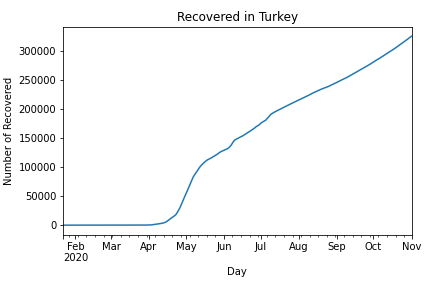 Recovered in Turkey
Number of Recovered
300000
250000
200000
150000
100000
50000
0
Feb Mar Apr May Jun Jul Aug Sep Oct Nov
2020
Day